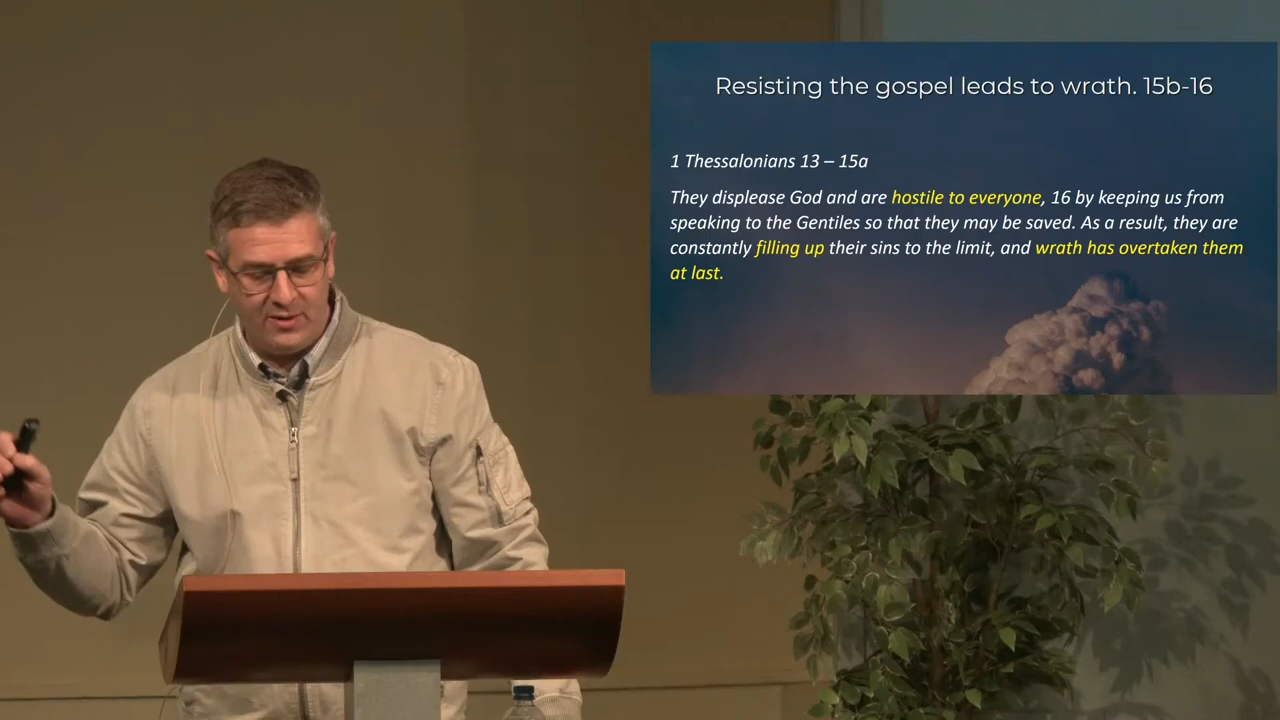 Resisting the gospel leads to wrath. 15b-16
1 Thessalonians 13 – 15a
They displease God and are hostile to everyone, 16 by keeping us from
speaking to the Gentiles so that they may be saved. As a result, they are
constantly filling up their sins to the limit, and wrath has overtaken them
at last.